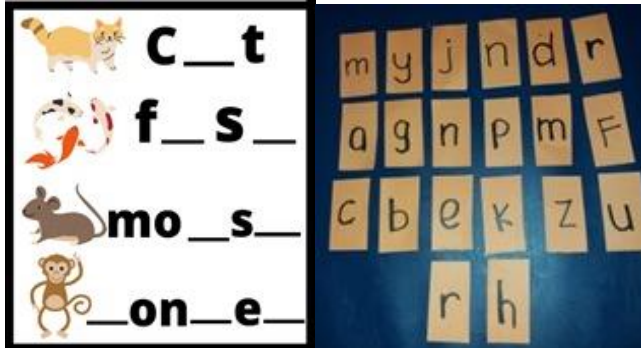 C__t
f__s__
mo__s__
__on__e__
m y j n d r
a g n p m F
c b e k z u
r h